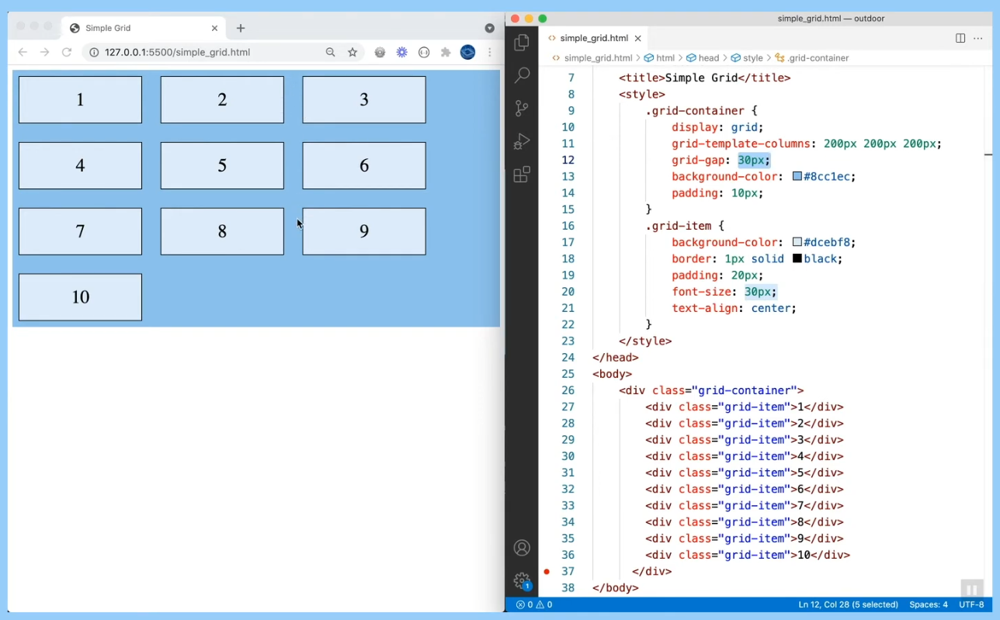 Simple Grid
127.0.0.1:5500/simple_grid.html
1 2 3
4 5 6
7 8 9
10
simple_grid.html — outdoor
simple_grid.html
simple_grid.html > html > head > style > .grid-container
7 <title>Simple Grid</title>
8 <style>
9 .grid-container {
10 display: grid;
11 grid-template-columns: 200px 200px 200px;
12 grid-gap: 30px;
13 background-color: #8cc1ec;
14 padding: 10px;
15 }
16 .grid-item {
17 background-color: #dcebf8;
18 border: 1px solid black;
19 padding: 20px;
20 font-size: 30px;
21 text-align: center;
22 }
23 </style>
24 </head>
25 <body>
26 <div class="grid-container">
27 <div class="grid-item">1</div>
28 <div class="grid-item">2</div>
29 <div class="grid-item">3</div>
30 <div class="grid-item">4</div>
31 <div class="grid-item">5</div>
32 <div class="grid-item">6</div>
33 <div class="grid-item">7</div>
34 <div class="grid-item">8</div>
35 <div class="grid-item">9</div>
36 <div class="grid-item">10</div>
37 </div>
38 </body>
1
0 0 Ln 12, Col 28 (5 selected) Spaces: 4 UTF-8